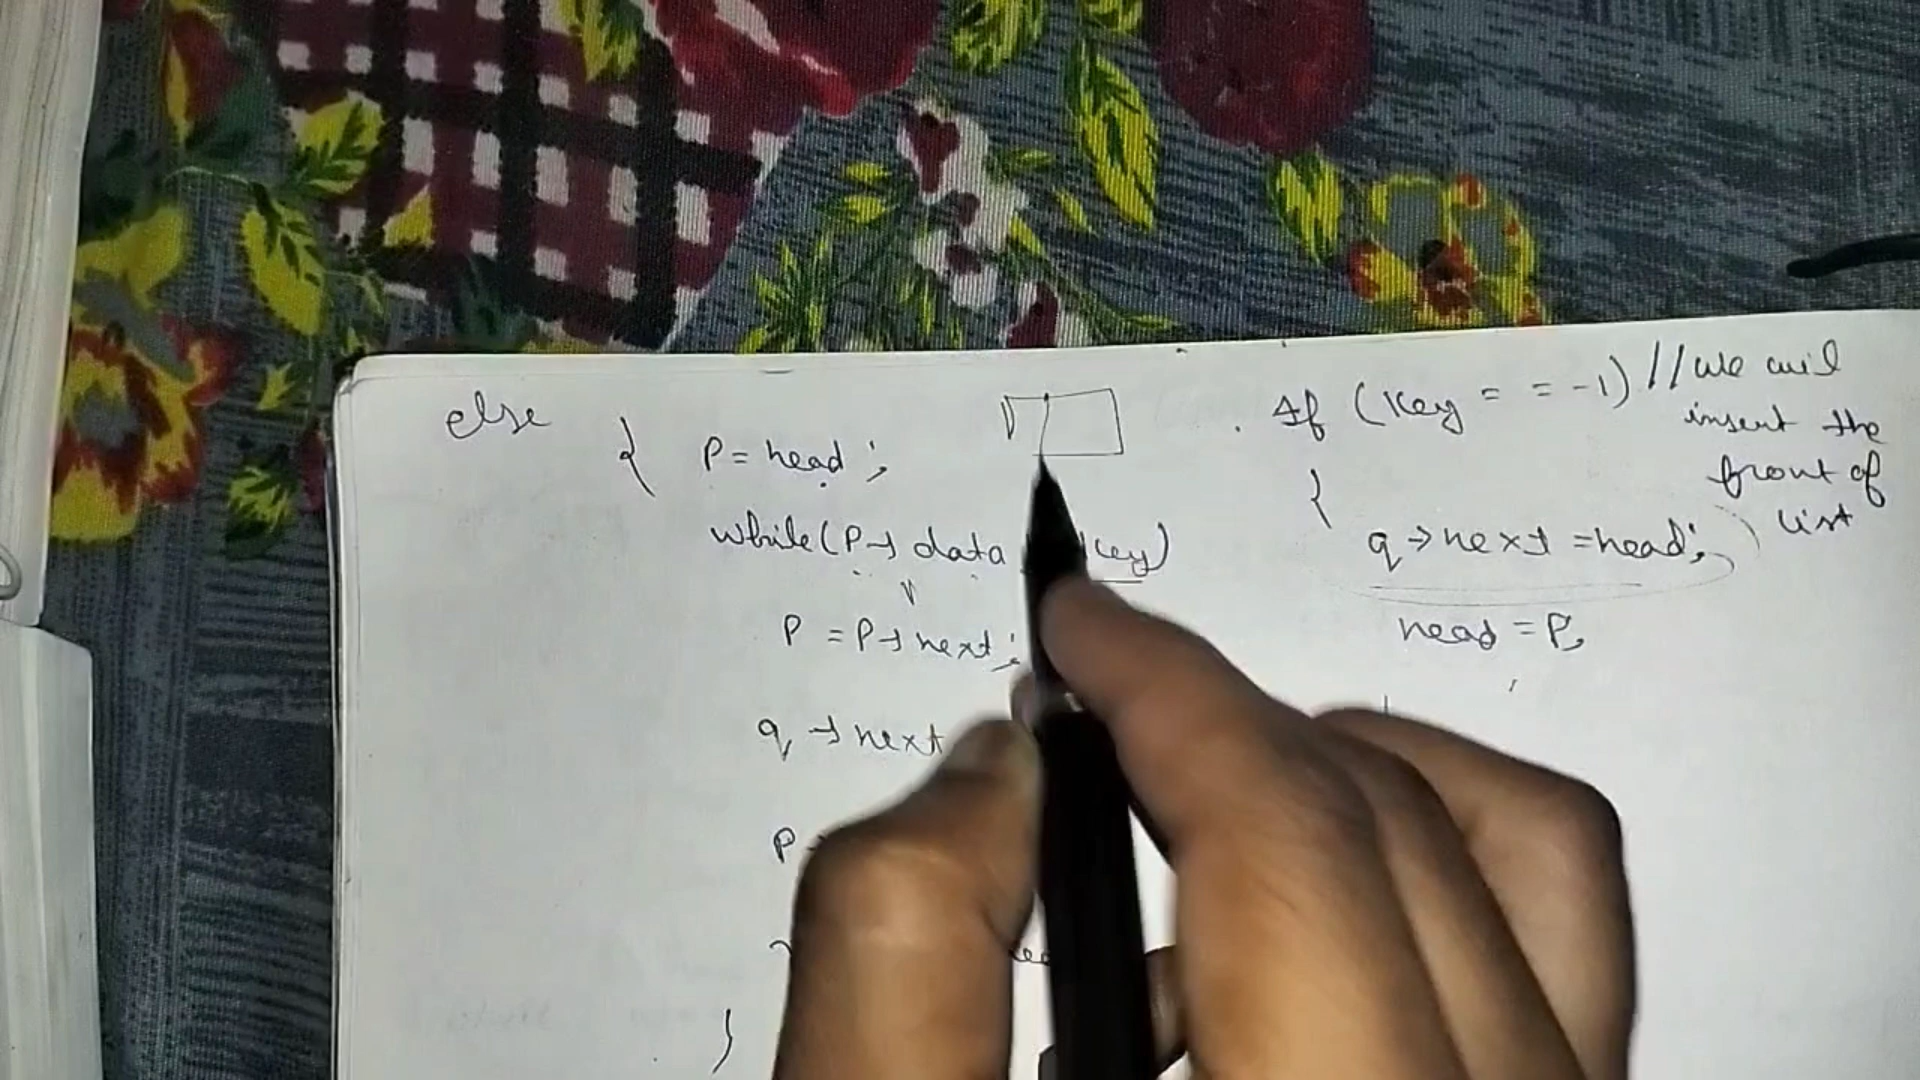 else
{ P = head ;
while(P→ data Key)
P = P→ next ;
q → next
P
}
If (Key = = -1) // we will
insert the
front of
list
{
q → next = head;
head = P;